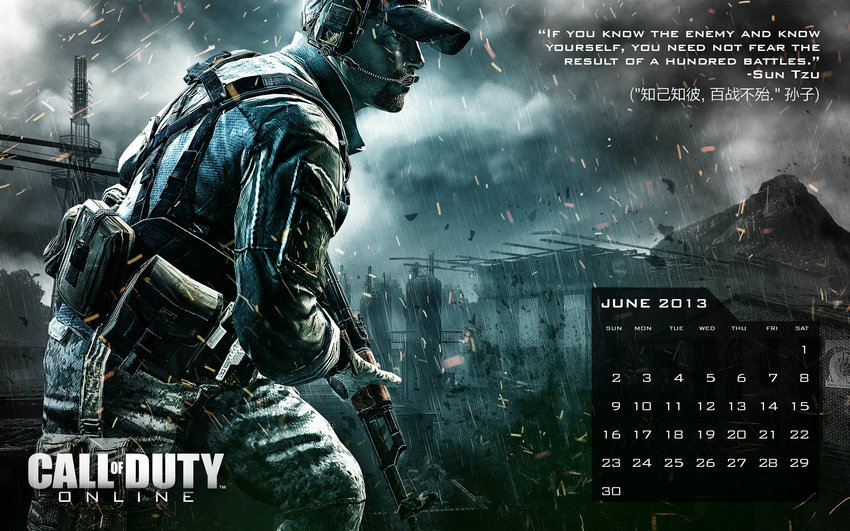 “If you know the enemy and know
yourself, you need not fear the
result of a hundred battles.”
-Sun Tzu
("知己知彼, 百战不殆." 孙子)
JUNE 2013
SUN MON TUE WED THU FRI SAT
1
2 3 4 5 6 7 8
9 10 11 12 13 14 15
16 17 18 19 20 21 22
23 24 25 26 27 28 29
30
CALL OF DUTY™
ONLINE